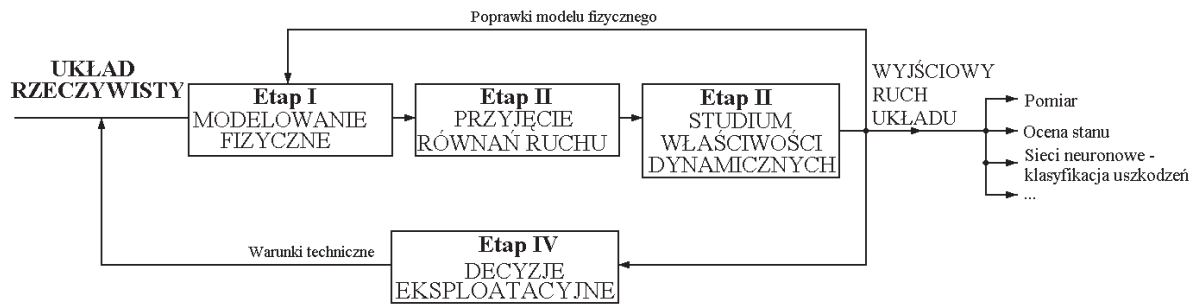 Poprawki modelu fizycznego
UKŁAD
RZECZYWISTY
Etap I
MODELOWANIE
FIZYCZNE
Etap II
PRZYJĘCIE
RÓWNAŃ RUCHU
Etap II
STUDIUM
WŁAŚCIWOŚCI
DYNAMICZNYCH
WYJŚCIOWY
RUCH
UKŁADU
Pomiar
Ocena stanu
Sieci neuronowe -
klasyfikacja uszkodzeń
...
Warunki techniczne
Etap IV
DECYZJE
EKSPLOATACYJNE